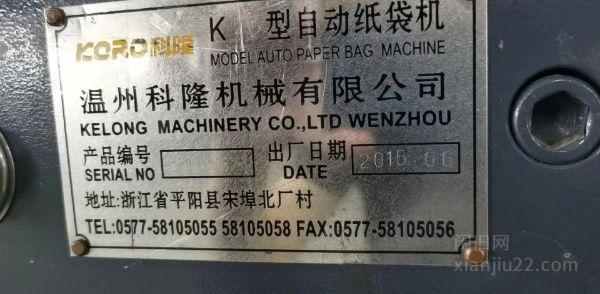 KORO科隆 K 型自动纸袋机
MODEL AUTO PAPER BAG MACHINE
温州科隆机械有限公司
KELONG MACHINERY CO.,LTD WENZHOU
产品编号 出厂日期 2015.06
SERIAL NO DATE
地址:浙江省平阳县宋埠北厂村
TEL:0577-58105055 58105058 FAX:0577-58105056
闲旧网
xianjiu22.com